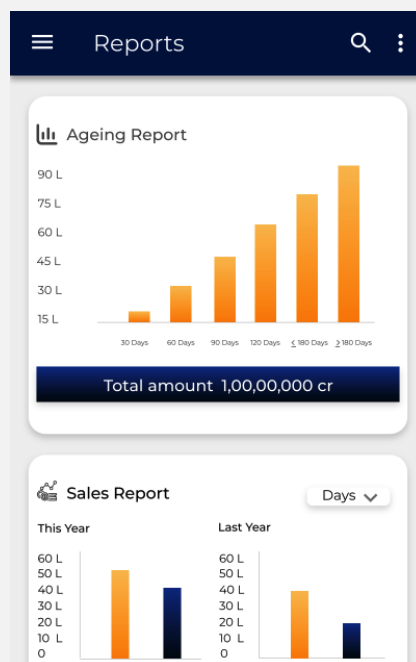 Reports
Ageing Report
90 L
75 L
60 L
45 L
30 L
15 L
30 Days 60 Days 90 Days 120 Days ≤ 180 Days ≥ 180 Days
Total amount 1,00,00,000 cr
Sales Report
Days
This Year
60 L
50 L
40 L
30 L
20 L
10 L
0
Last Year
60 L
50 L
40 L
30 L
20 L
10 L
0